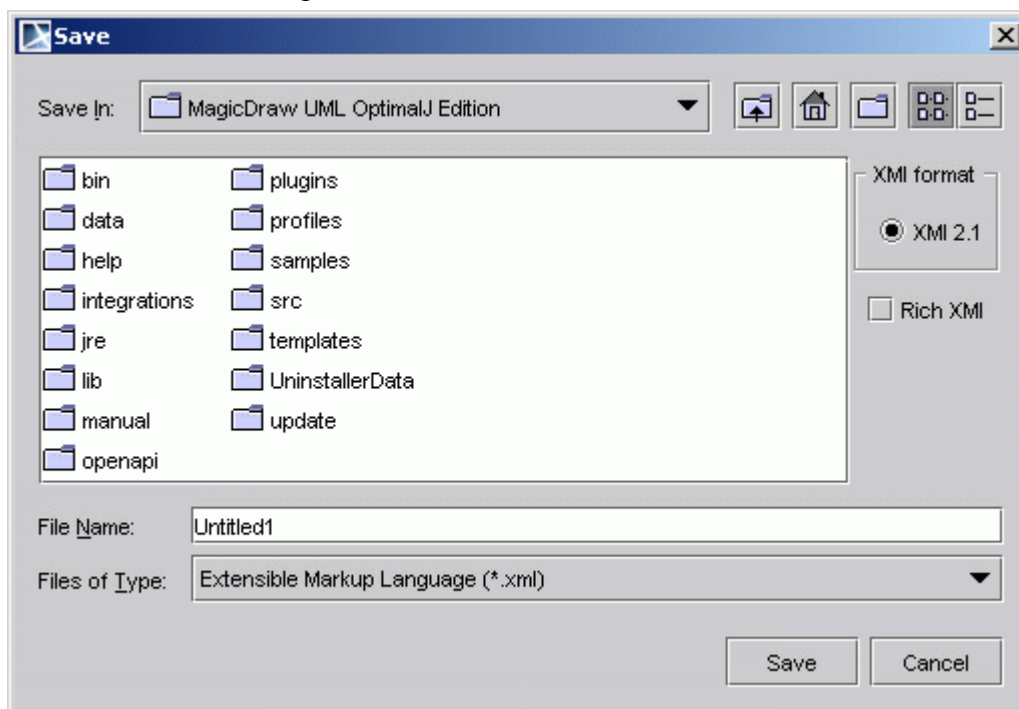 Save
Save In: MagicDraw UML OptimalJ Edition
bin plugins
data profiles
help samples
integrations src
jre templates
lib UninstallerData
manual update
openapi
XMI format
XMI 2.1
Rich XMI
File Name: Untitled1
Files of Type: Extensible Markup Language (*.xml)
Save Cancel